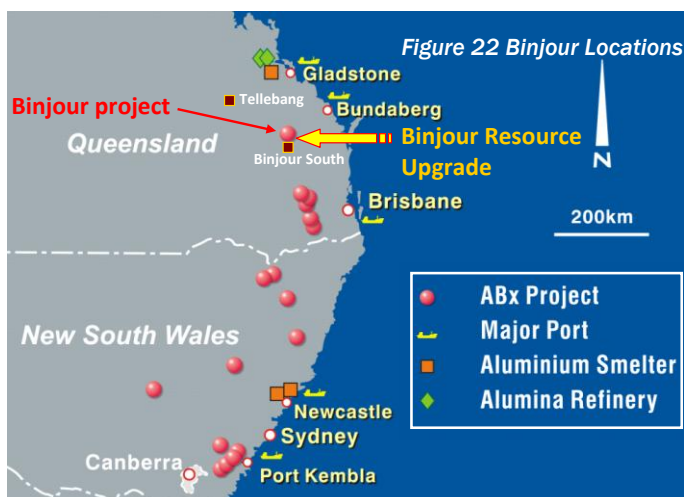 Figure 22 Binjour Locations
Gladstone
Tellebang
Binjour project
Bundaberg
Queensland
Binjour Resource
Upgrade
Binjour South
N
Brisbane
200km
ABx Project
Major Port
New South Wales
Aluminium Smelter
Alumina Refinery
Newcastle
Sydney
Canberra
Port Kembla